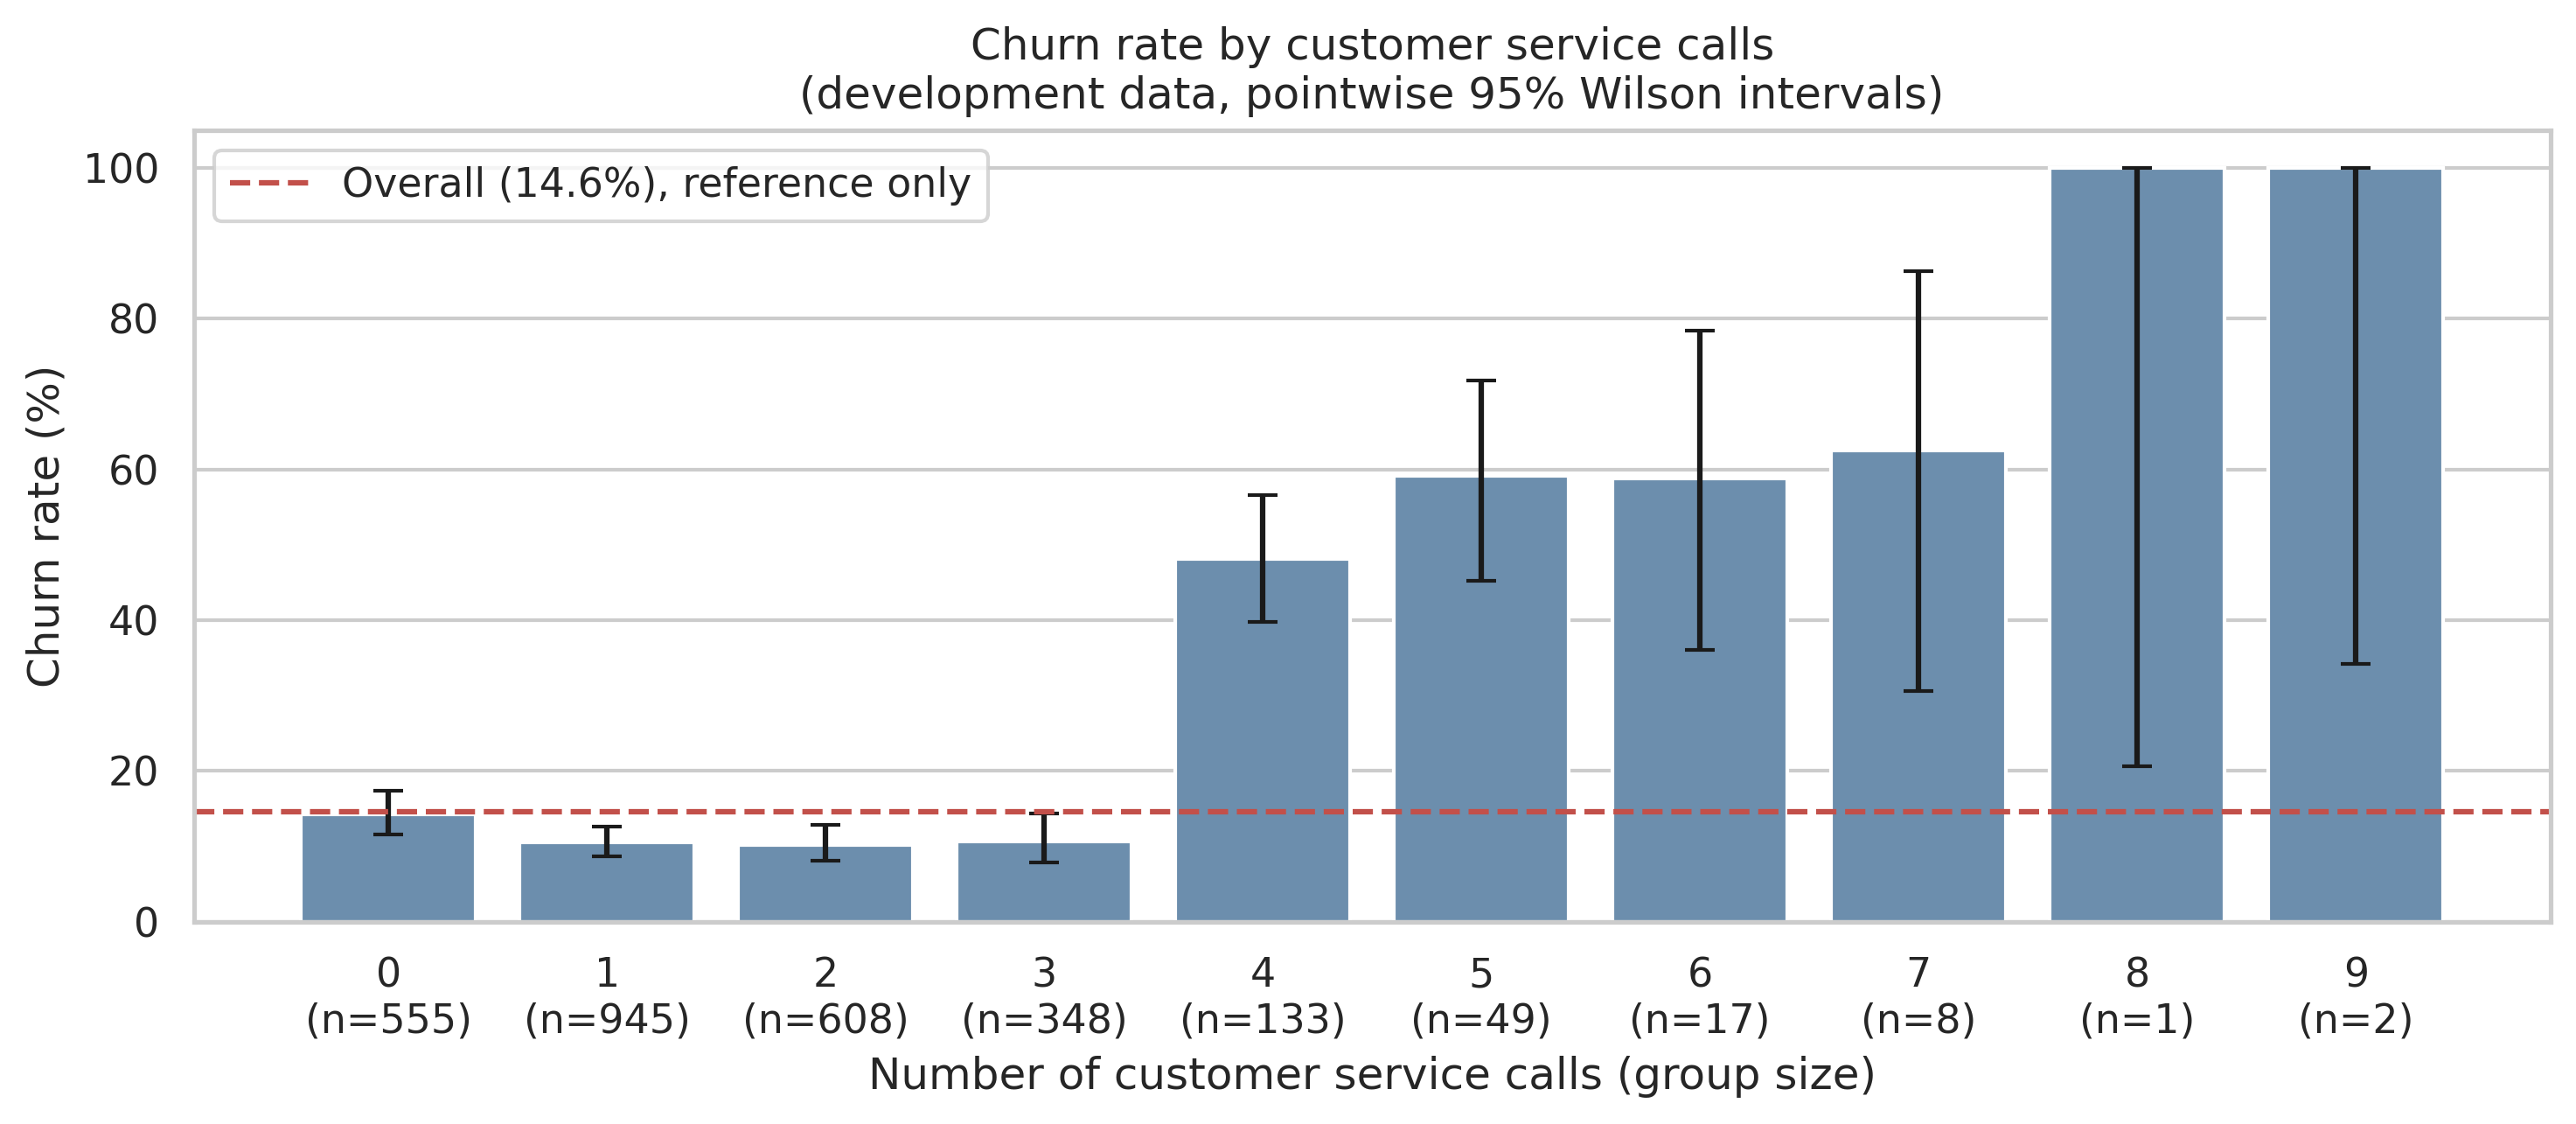 Churn rate by customer service calls
(development data, pointwise 95% Wilson intervals)
Overall (14.6%), reference only
Churn rate (%)
100
80
60
40
20
0
0 1 2 3 4 5 6 7 8 9
(n=555) (n=945) (n=608) (n=348) (n=133) (n=49) (n=17) (n=8) (n=1) (n=2)
Number of customer service calls (group size)